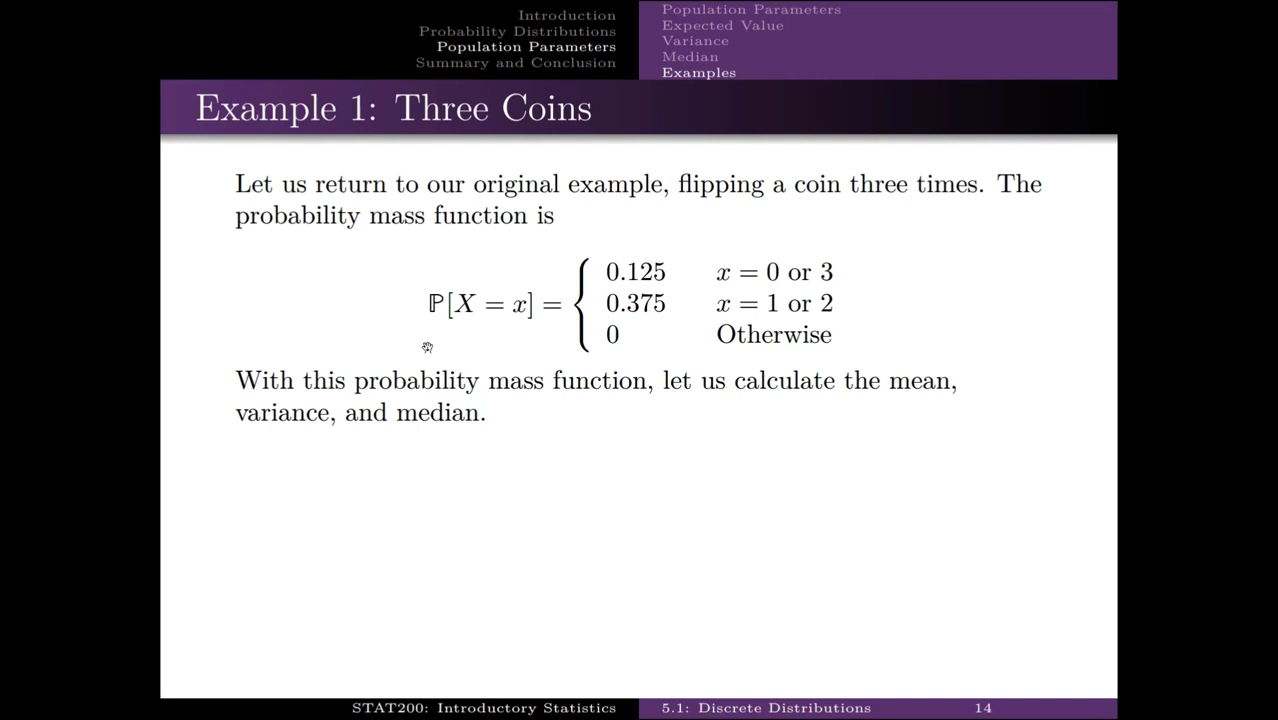 Introduction
Probability Distributions
Population Parameters
Summary and Conclusion
Population Parameters
Expected Value
Variance
Median
Examples
Example 1: Three Coins
Let us return to our original example, flipping a coin three times. The
probability mass function is
ℙ[X = x] = { 0.125 x = 0 or 3
0.375 x = 1 or 2
0 Otherwise
With this probability mass function, let us calculate the mean,
variance, and median.
STAT200: Introductory Statistics 5.1: Discrete Distributions 14